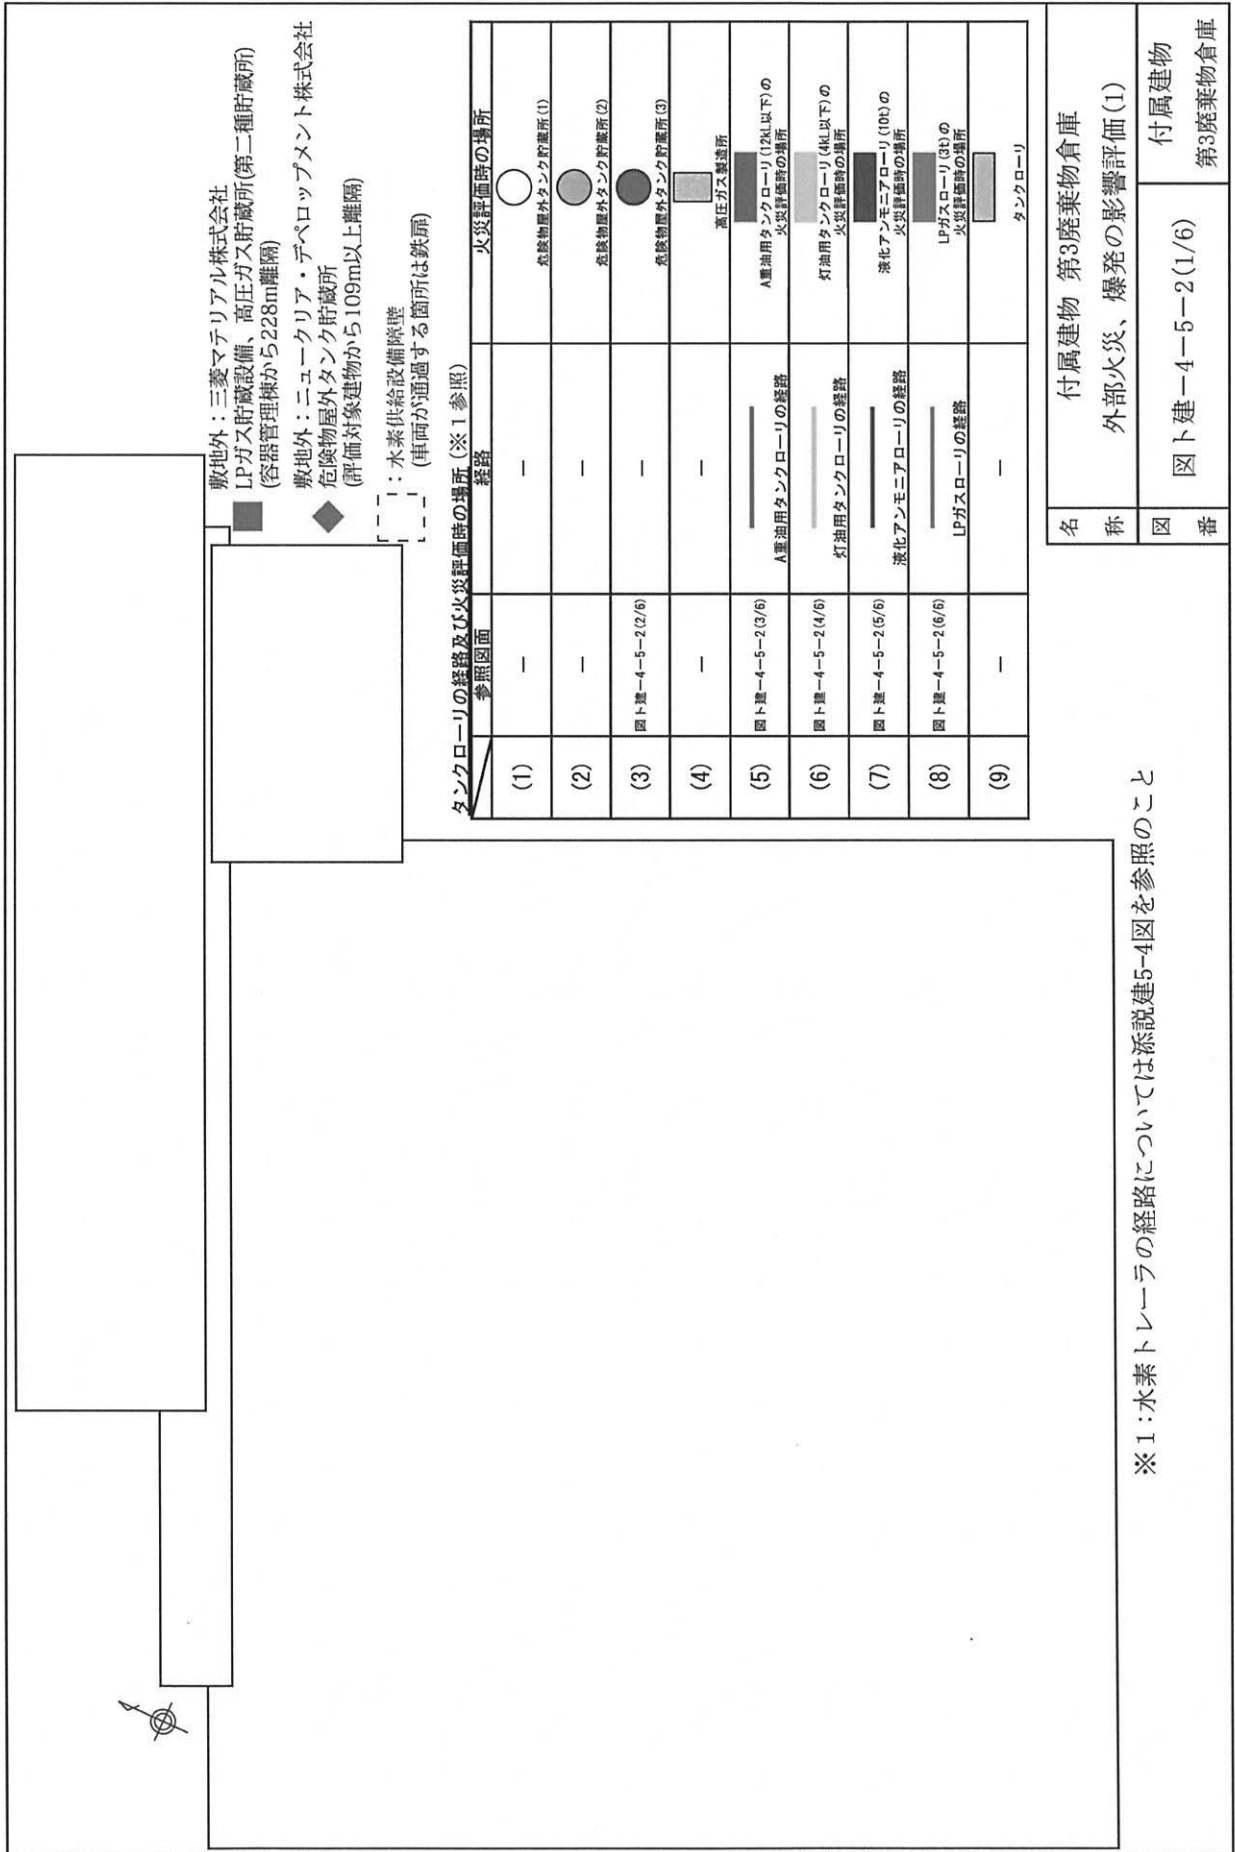 敷地外：三菱マテリアル株式会社
LPガス貯蔵設備、高圧ガス貯蔵所(第二種貯蔵所)
(容器管理棟から228m離隔)
敷地外：ニュークリア・デベロップメント株式会社
危険物屋外タンク貯蔵所
(評価対象建物から109m以上離隔)
：水素供給設備障壁
(車両が通過する箇所は鉄扉)
タンクローリの経路及び火災評価時の場所（※１参照）
参照図面 経路 火災評価時の場所
(1) － － 危険物屋外タンク貯蔵所(1)
(2) － － 危険物屋外タンク貯蔵所(2)
(3) 図ト建－4－5－2(2/6) － 危険物屋外タンク貯蔵所(3)
(4) － － 高圧ガス製造所
(5) 図ト建－4－5－2(3/6) A重油用タンクローリの経路 A重油用タンクローリ(12kL以下)の
火災評価時の場所
(6) 図ト建－4－5－2(4/6) 灯油用タンクローリの経路 灯油用タンクローリ(4kL以下)の
火災評価時の場所
(7) 図ト建－4－5－2(5/6) 液化アンモニアローリの経路 液化アンモニアローリ(10t)の
火災評価時の場所
(8) 図ト建－4－5－2(6/6) LPガスローリの経路 LPガスローリ(3t)の
火災評価時の場所
(9) － － タンクローリ
※１：水素トレーラの経路については添説建5-4図を参照のこと
名称 付属建物 第3廃棄物倉庫
外部火災、爆発の影響評価(1)
図番 図ト建－4－5－2(1/6) 付属建物
第3廃棄物倉庫